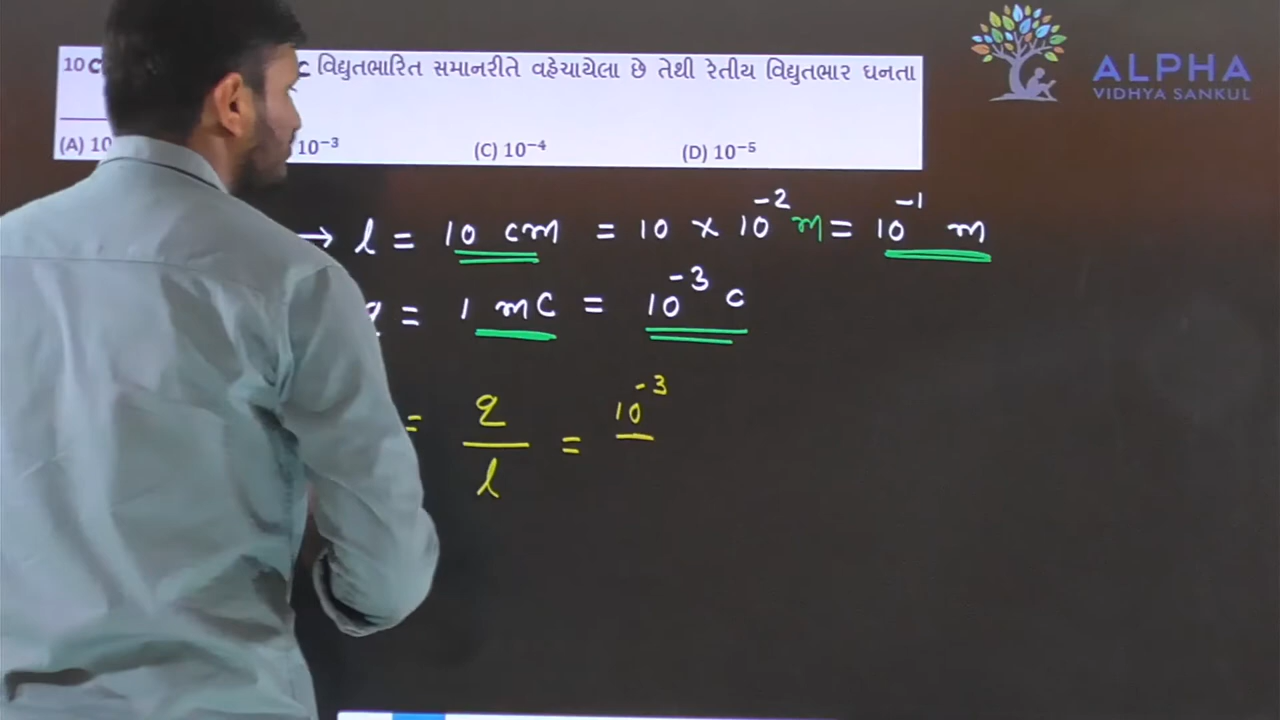 10 c વિદ્યુતભારિત સમાનરીતે વહેંચાયેલા છે તેથી રેતીય વિદ્યુતભાર ઘનતા
(A) 10 10⁻³ (C) 10⁻⁴ (D) 10⁻⁵
ALPHA
VIDHYA SANKUL
→ l = 10 cm = 10 × 10⁻² m = 10⁻¹ m
= 1 mC = 10⁻³ c
= q/l = 10⁻³